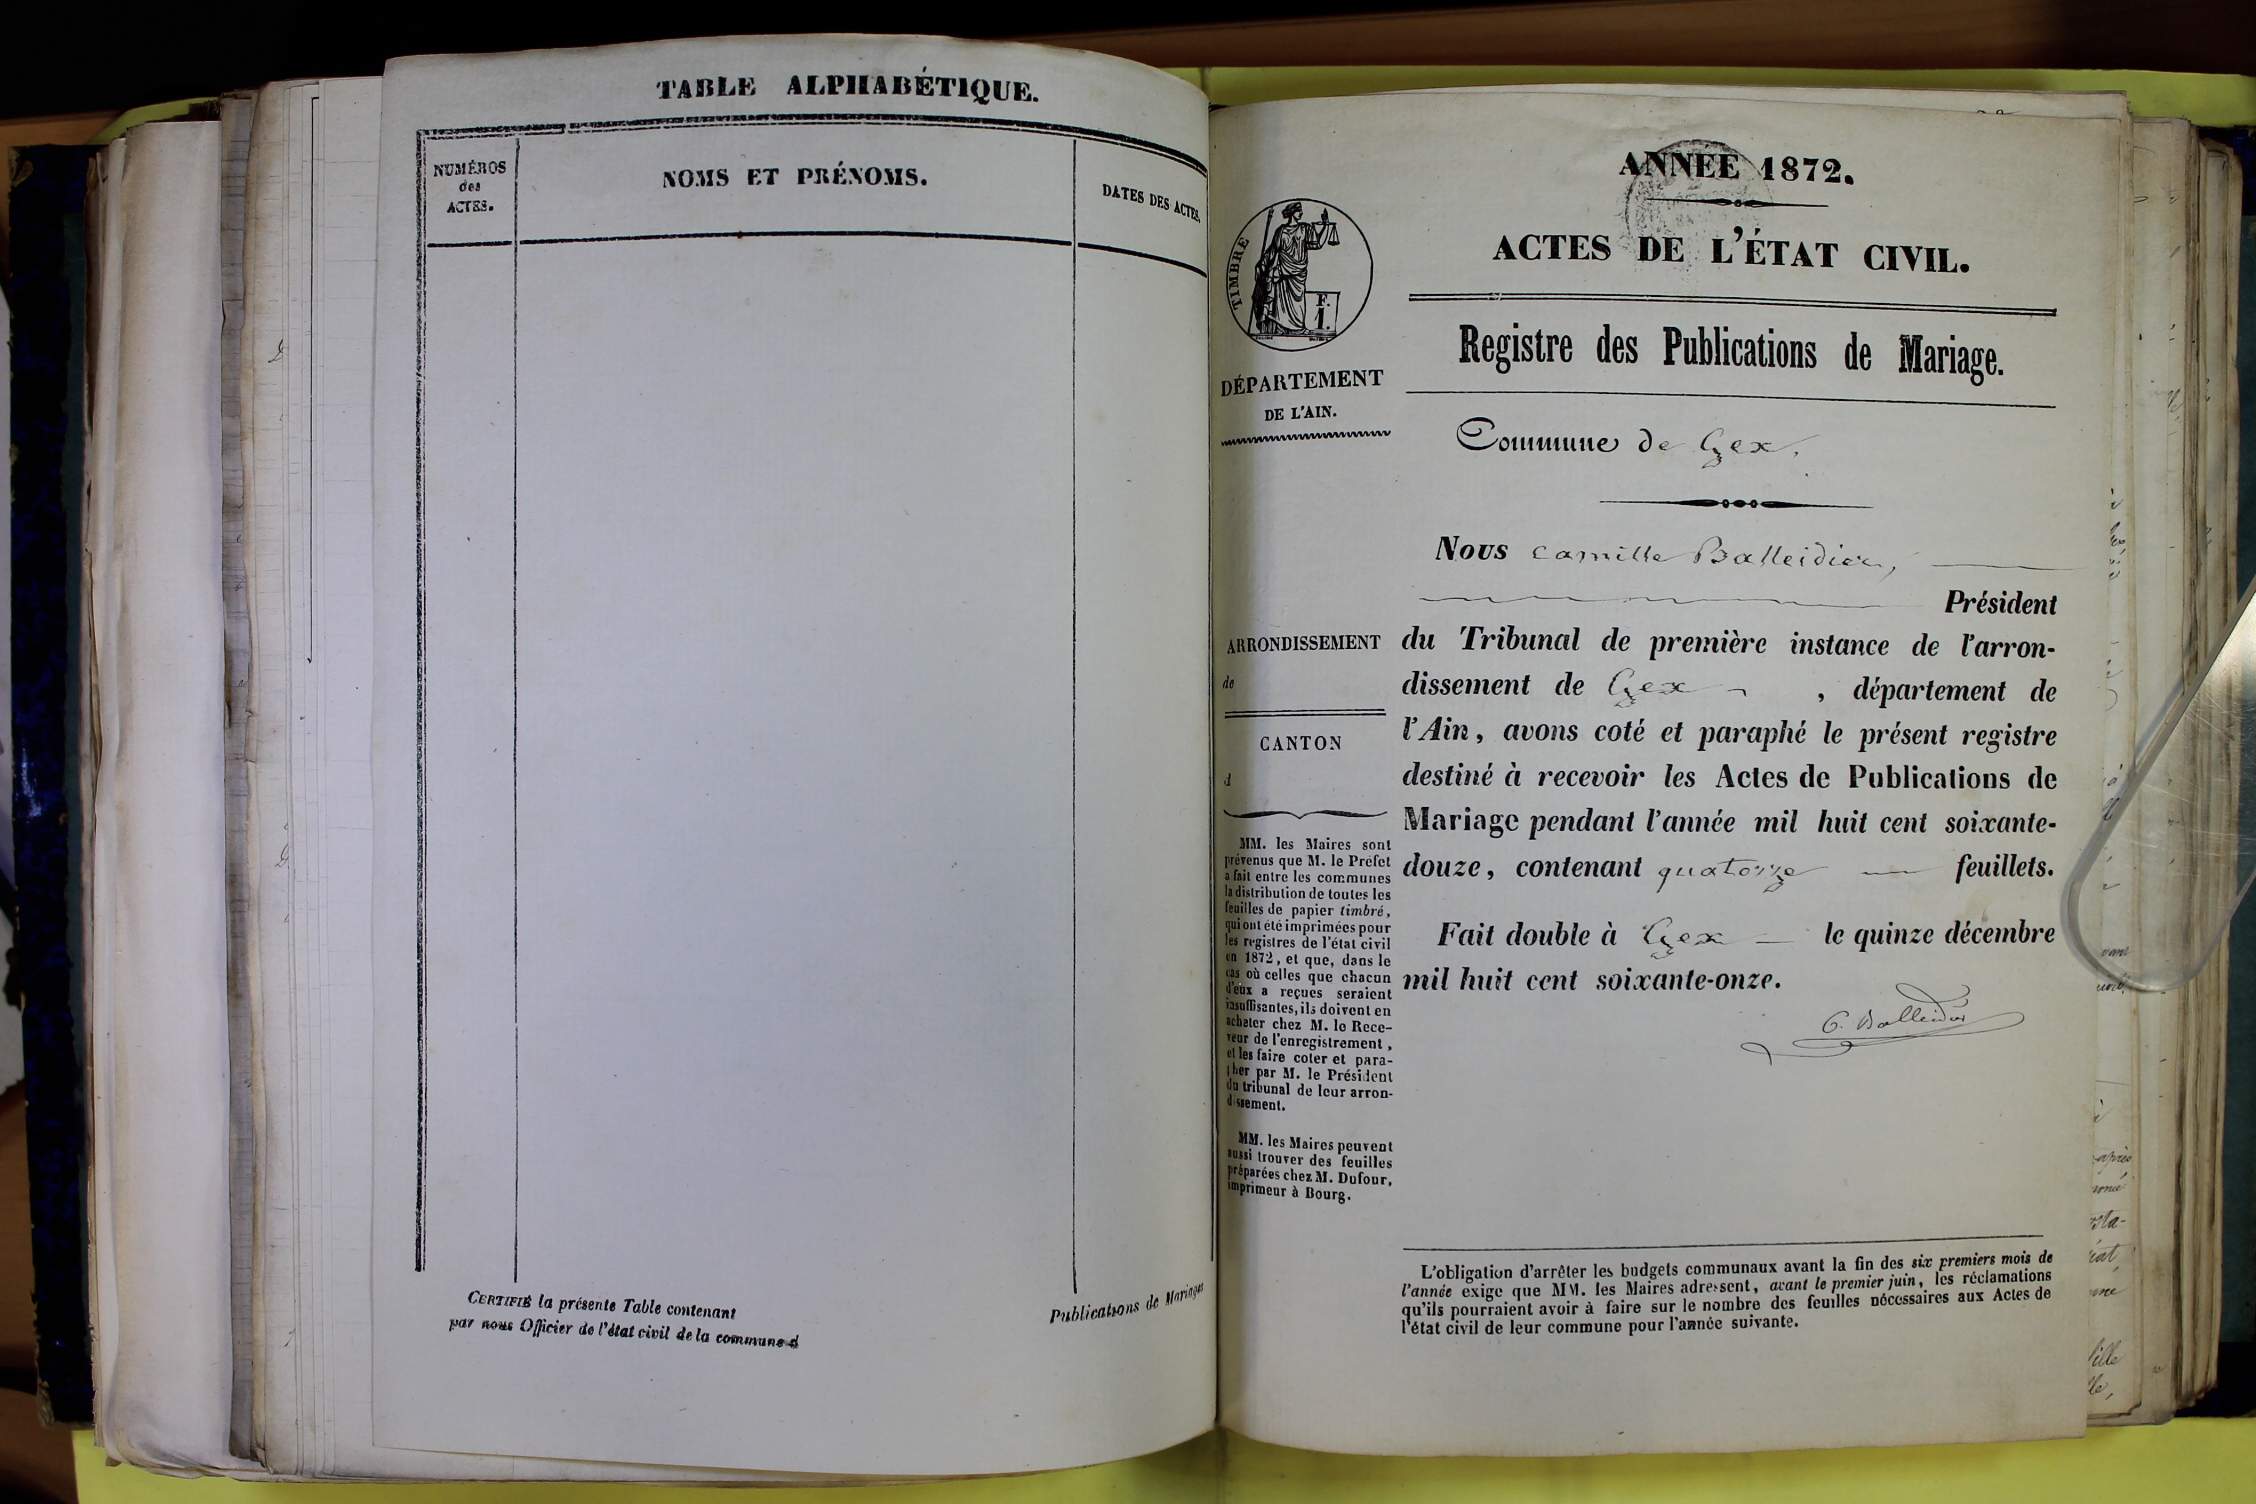 TABLE ALPHABÉTIQUE.
NUMÉROS
des
ACTES.
NOMS ET PRÉNOMS.
DATES DES ACTES.
CERTIFIÉ la présente Table contenant
Publications de Mariages
par nous Officier de l'état civil de la commune d
ANNEE 1872.
ACTES DE L'ÉTAT CIVIL.
Registre des Publications de Mariage.
TIMBRE
F.
I.
DÉPARTEMENT
DE L'AIN.
ARRONDISSEMENT
de
CANTON
d
MM. les Maires sont
prévenus que M. le Préfet
a fait entre les communes
la distribution de toutes les
feuilles de papier timbré,
qui ont été imprimées pour
les registres de l'état civil
en 1872, et que, dans le
cas où celles que chacun
d'eux a reçues seraient
insuffisantes, ils doivent en
acheter chez M. le Rece-
veur de l'enregistrement,
et les faire coter et para-
pher par M. le Président
du tribunal de leur arron-
dissement.
MM. les Maires peuvent
aussi trouver des feuilles
préparées chez M. Dufour,
imprimeur à Bourg.
Commune de Gex.
Nous Camille Balleidier,
Président
du Tribunal de première instance de l'arron-
dissement de Gex , département de
l'Ain, avons coté et paraphé le présent registre
destiné à recevoir les Actes de Publications de
Mariage pendant l'année mil huit cent soixante-
douze, contenant quatorze feuillets.
Fait double à Gex le quinze décembre
mil huit cent soixante-onze.
C. Balleidier
L'obligation d'arrêter les budgets communaux avant la fin des six premiers mois de
l'année exige que MM. les Maires adressent, avant le premier juin, les réclamations
qu'ils pourraient avoir à faire sur le nombre des feuilles nécessaires aux Actes de
l'état civil de leur commune pour l'année suivante.